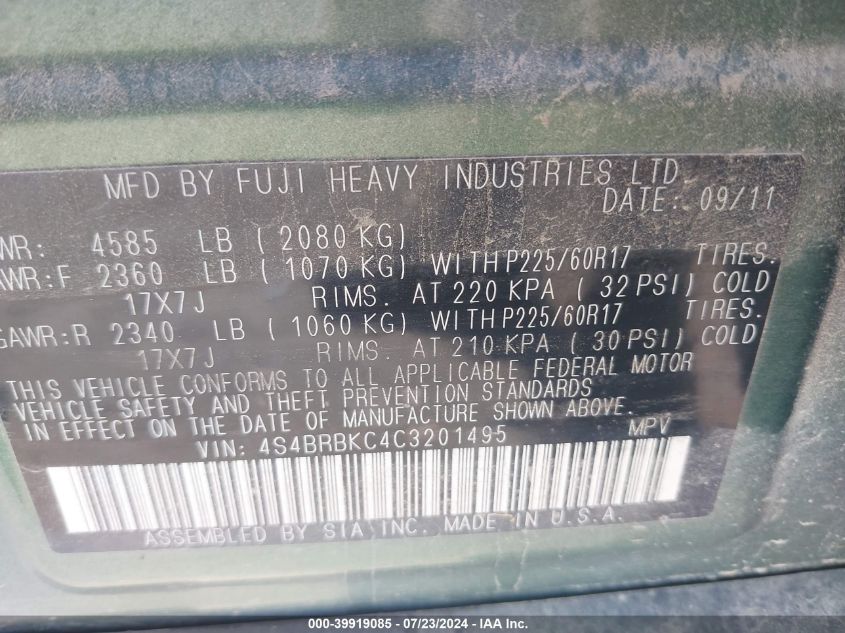 MFD BY FUJI HEAVY INDUSTRIES LTD
DATE: 09/11
WR: 4585 LB ( 2080 KG)
AWR:F 2360 LB ( 1070 KG) WITH P225/60R17 TIRES.
17X7J RIMS. AT 220 KPA ( 32 PSI) COLD
GAWR:R 2340 LB ( 1060 KG) WITH P225/60R17 TIRES.
17X7J RIMS. AT 210 KPA ( 30 PSI) COLD
THIS VEHICLE CONFORMS TO ALL APPLICABLE FEDERAL MOTOR
VEHICLE SAFETY AND THEFT PREVENTION STANDARDS
IN EFFECT ON THE DATE OF MANUFACTURE SHOWN ABOVE.
VIN: 4S4BRBKC4C3201495 MPV
ASSEMBLED BY SIA INC. MADE IN U.S.A.
000-39919085 - 07/23/2024 - IAAI.COM